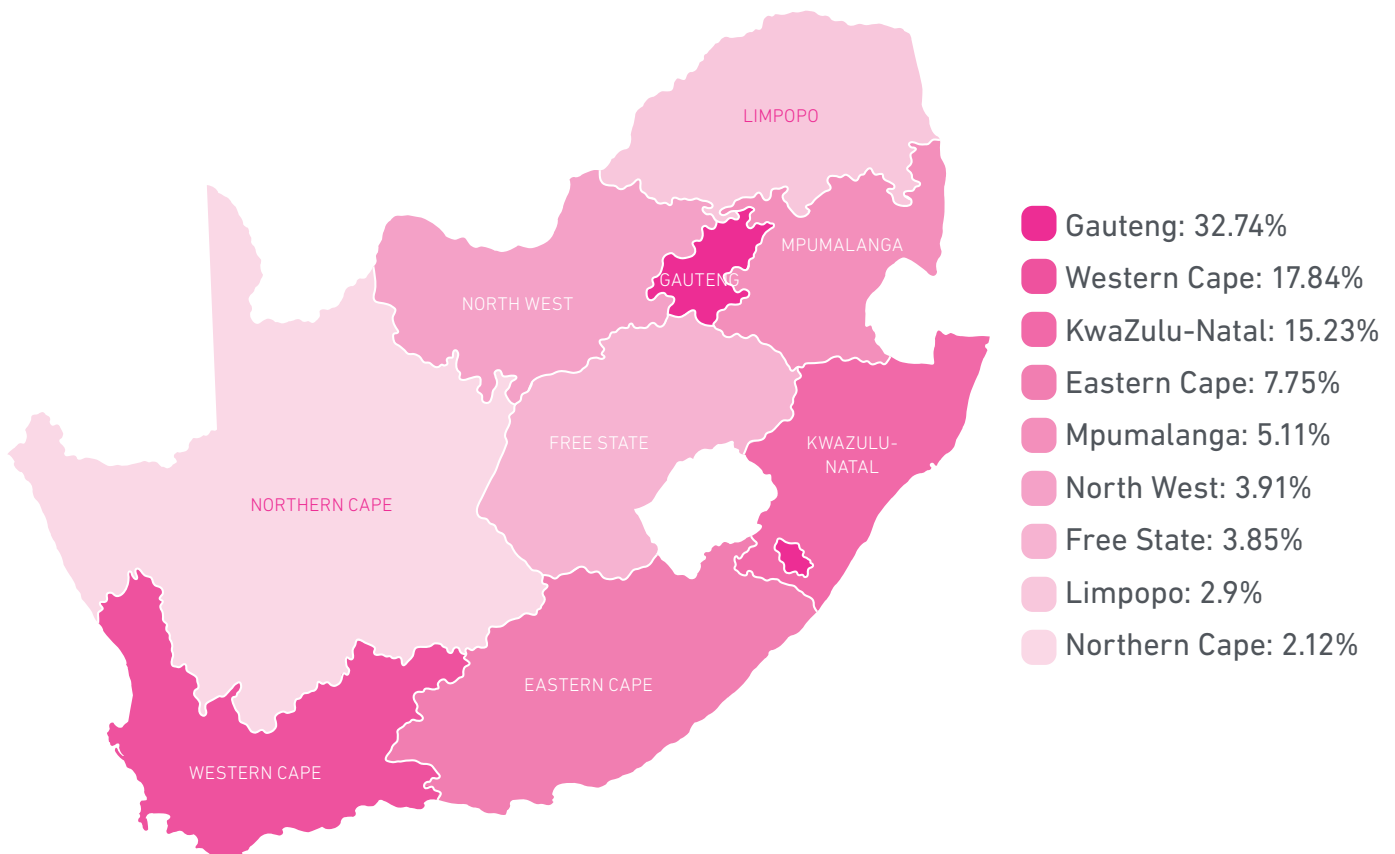 LIMPOPO
MPUMALANGA
GAUTENG
NORTH WEST
FREE STATE
KWAZULU-
NATAL
NORTHERN CAPE
EASTERN CAPE
WESTERN CAPE
Gauteng: 32.74%
Western Cape: 17.84%
KwaZulu-Natal: 15.23%
Eastern Cape: 7.75%
Mpumalanga: 5.11%
North West: 3.91%
Free State: 3.85%
Limpopo: 2.9%
Northern Cape: 2.12%